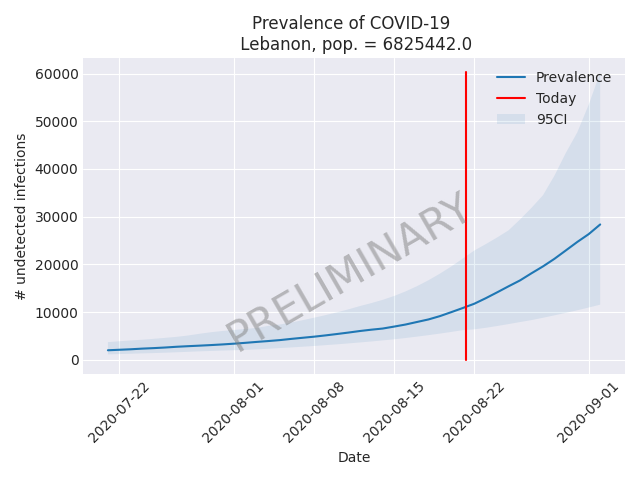 Prevalence of COVID-19
Lebanon, pop. = 6825442.0
Prevalence
Today
95CI
60000
50000
40000
30000
20000
10000
0
# undetected infections
PRELIMINARY
2020-07-22
2020-08-01
2020-08-08
2020-08-15
2020-08-22
2020-09-01
Date